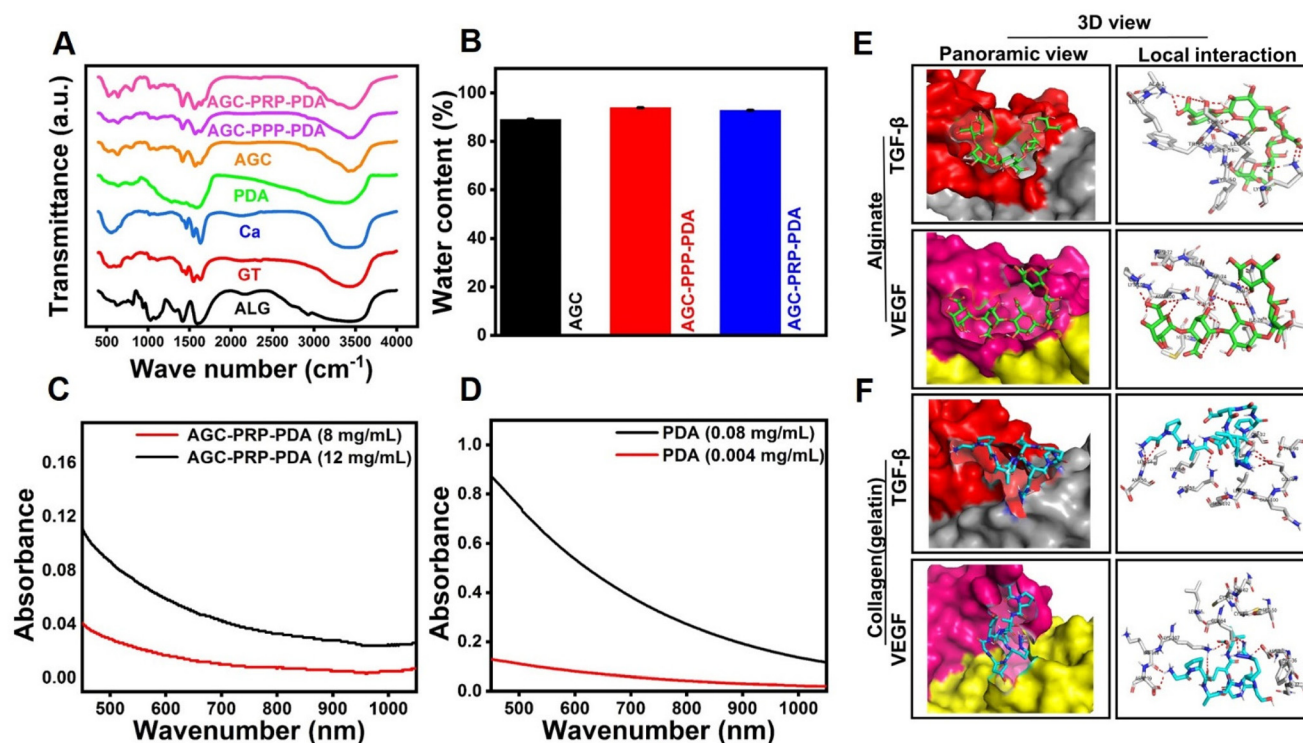 A
Transmittance (a.u.)
AGC-PRP-PDA
AGC-PPP-PDA
AGC
PDA
Ca
GT
ALG
500 1000 1500 2000 2500 3000 3500 4000
Wave number (cm-1)
B
Water content (%)
100
80
60
40
20
0
AGC
AGC-PPP-PDA
AGC-PRP-PDA
C
Absorbance
0.16
0.12
0.08
0.04
0.00
AGC-PRP-PDA (8 mg/mL)
AGC-PRP-PDA (12 mg/mL)
500 600 700 800 900 1000
Wavenumber (nm)
D
Absorbance
1.0
0.8
0.6
0.4
0.2
0.0
PDA (0.08 mg/mL)
PDA (0.004 mg/mL)
500 600 700 800 900 1000
Wavenumber (nm)
3D view
E
Panoramic view
Local interaction
Alginate
TGF-β
VEGF
F
Collagen(gelatin)
TGF-β
VEGF